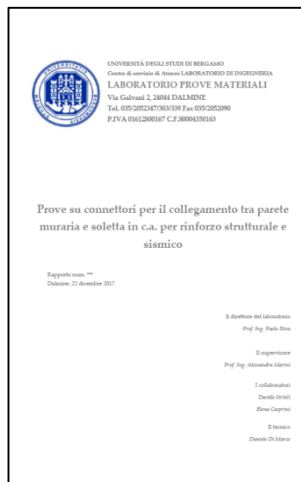 UNIVERSITÀ DEGLI STUDI DI BERGAMO
Centro di servizio di Ateneo LABORATORIO DI INGEGNERIA
LABORATORIO PROVE MATERIALI
Via Galvani 2, 24044 DALMINE
Tel. 035/2052347/363/339 Fax 035/2052090
P.IVA 01612800167 C.F.80004350163
Prove su connettori per il collegamento tra parete
muraria e soletta in c.a. per rinforzo strutturale e
sismico
Rapporto num. ***
Dalmine, 22 dicembre 2017
Il direttore del laboratorio
Prof. Ing. Paolo Riva
Il supervisore
Prof. Ing. Alessandra Marini
I collaboratori
Davide
Elena Casprini
Il tecnico
Daniele Di Marco